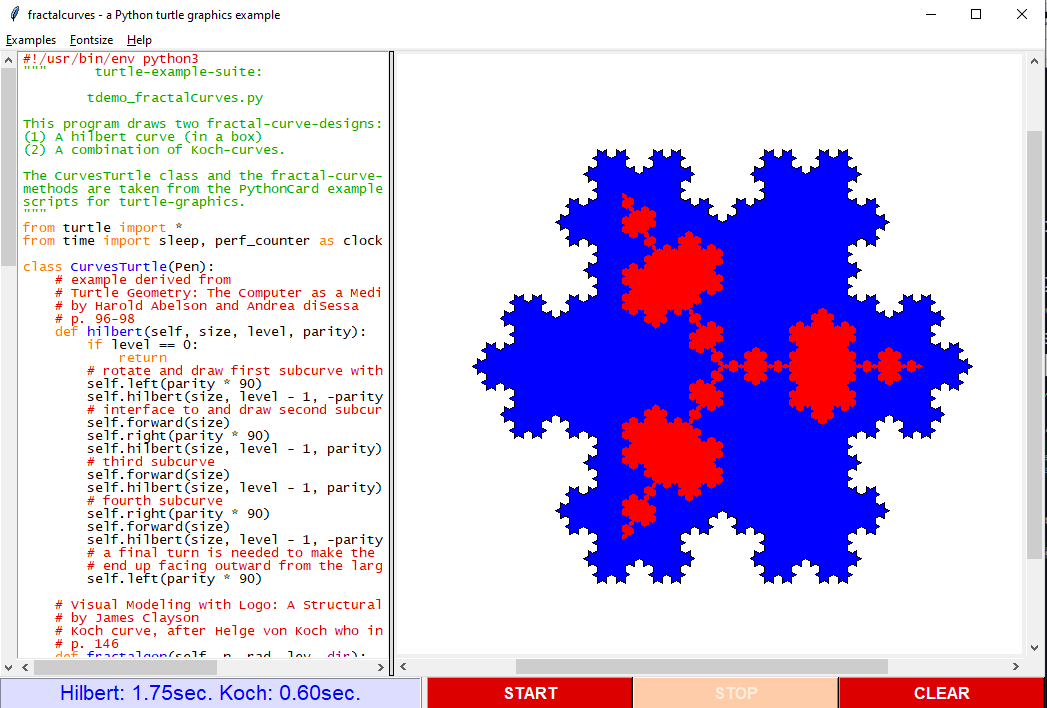 fractalcurves - a Python turtle graphics example
Examples Fontsize Help
#!/usr/bin/env python3
"""      turtle-example-suite:
        tdemo_fractalCurves.py
This program draws two fractal-curve-designs:
(1) A hilbert curve (in a box)
(2) A combination of Koch-curves.
The CurvesTurtle class and the fractal-curve-
methods are taken from the PythonCard example
scripts for turtle-graphics.
"""
from turtle import *
from time import sleep, perf_counter as clock
class CurvesTurtle(Pen):
    # example derived from
    # Turtle Geometry: The Computer as a Medi
    # by Harold Abelson and Andrea diSessa
    # p. 96-98
    def hilbert(self, size, level, parity):
        if level == 0:
            return
        # rotate and draw first subcurve with
        self.left(parity * 90)
        self.hilbert(size, level - 1, -parity
        # interface to and draw second subcur
        self.forward(size)
        self.right(parity * 90)
        self.hilbert(size, level - 1, parity)
        # third subcurve
        self.forward(size)
        self.hilbert(size, level - 1, parity)
        # fourth subcurve
        self.right(parity * 90)
        self.forward(size)
        self.hilbert(size, level - 1, -parity
        # a final turn is needed to make the
        # end up facing outward from the larg
        self.left(parity * 90)
    # Visual Modeling with Logo: A Structural
    # by James Clayson
    # Koch curve, after Helge von Koch who in
    # p. 146
    def fractalgon(self, n, rad, lev, dir):
Hilbert: 1.75sec. Koch: 0.60sec.
START
STOP
CLEAR